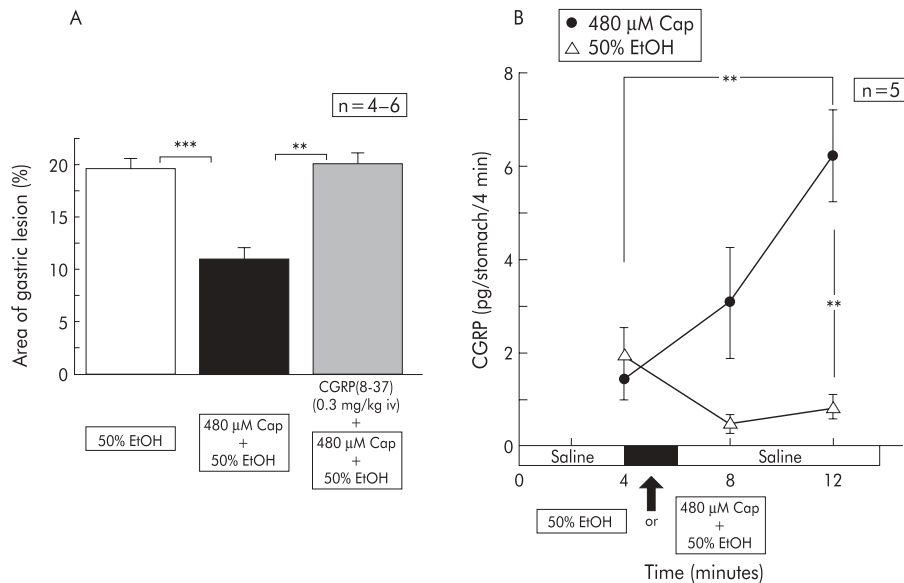 A
n=4–6
***
**
Area of gastric lesion (%)
20
15
10
5
0
50% EtOH
480 µM Cap
+
50% EtOH
CGRP(8-37)
(0.3 mg/kg iv)
+
480 µM Cap
+
50% EtOH
B
480 µM Cap
50% EtOH
n=5
**
**
CGRP (pg/stomach/4 min)
8
6
4
2
0
Saline
Saline
0
4
8
12
50% EtOH
or
480 µM Cap
+
50% EtOH
Time (minutes)